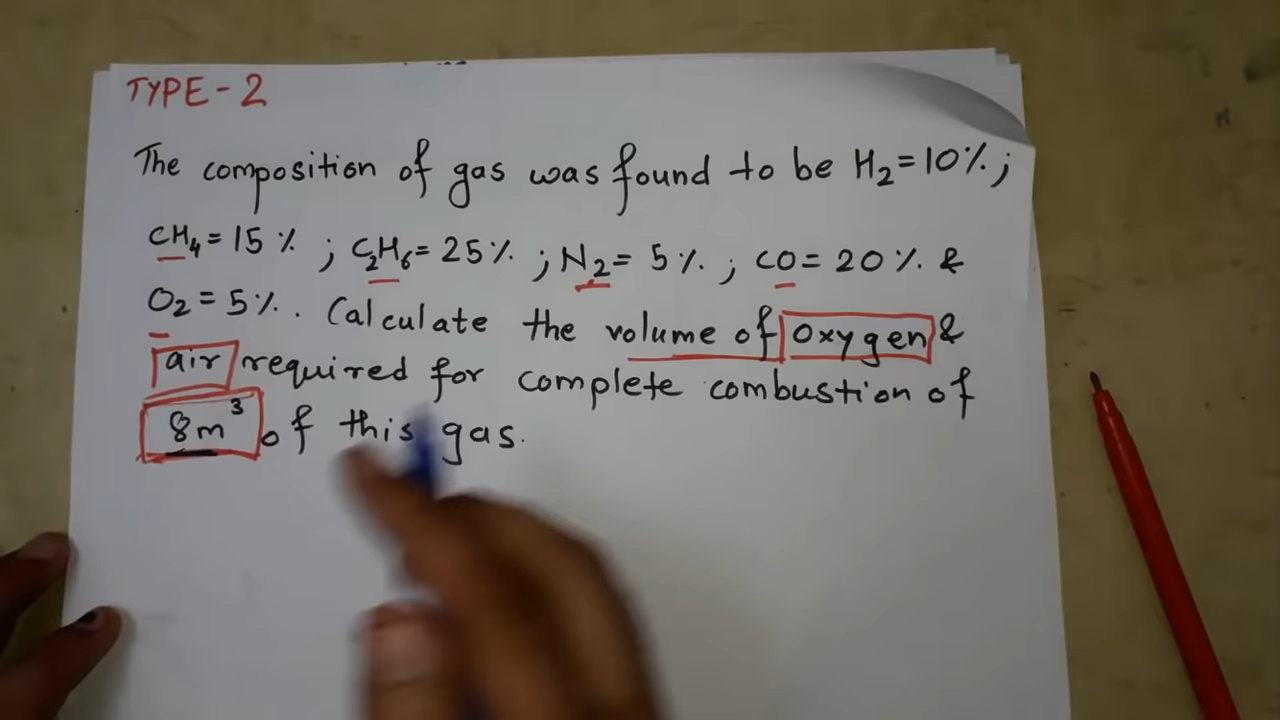 TYPE-2
The composition of gas was found to be H₂=10%;
CH₄=15%; C₂H₆=25%; N₂=5%; CO=20% &
O₂=5%. Calculate the volume of oxygen &
air required for complete combustion of
8m³ of this gas.